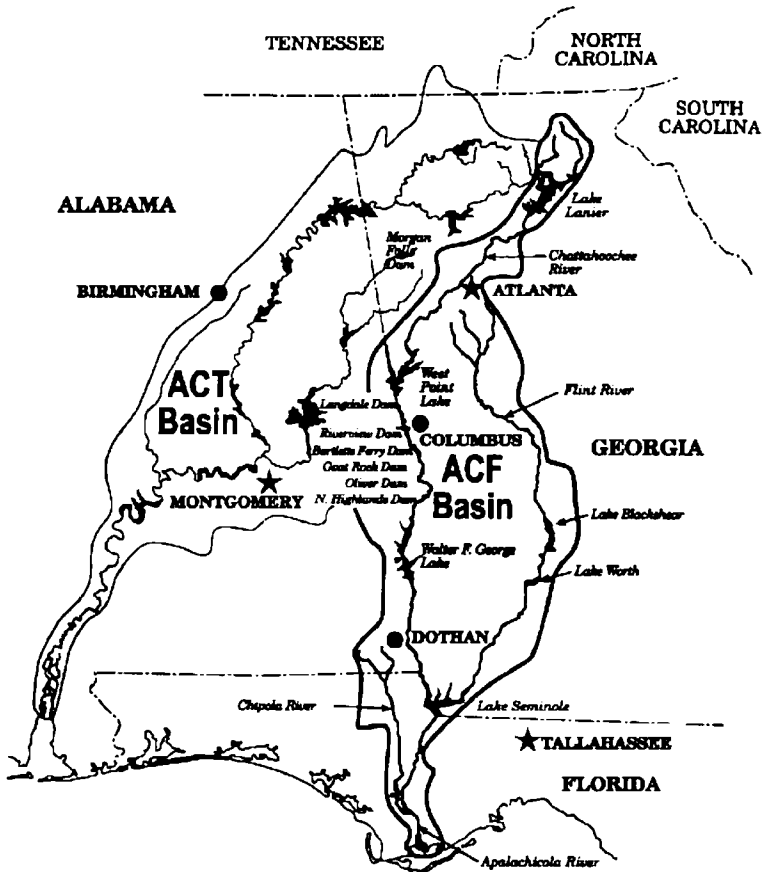 TENNESSEE
NORTH
CAROLINA
SOUTH
CAROLINA
ALABAMA
Lake
Lanier
Morgan
Falls
Dam
Chattahoochee
River
BIRMINGHAM
ATLANTA
ACT
Basin
West
Point
Lake
Langdale Dam
Flint River
Riverview Dam
COLUMBUS
Bartletts Ferry Dam
GEORGIA
Goat Rock Dam
ACF
Basin
Oliver Dam
MONTGOMERY
N. Highlands Dam
Lake Blackshear
Walter F. George
Lake
Lake Worth
DOTHAN
Chipola River
Lake Seminole
TALLAHASSEE
FLORIDA
Apalachicola River